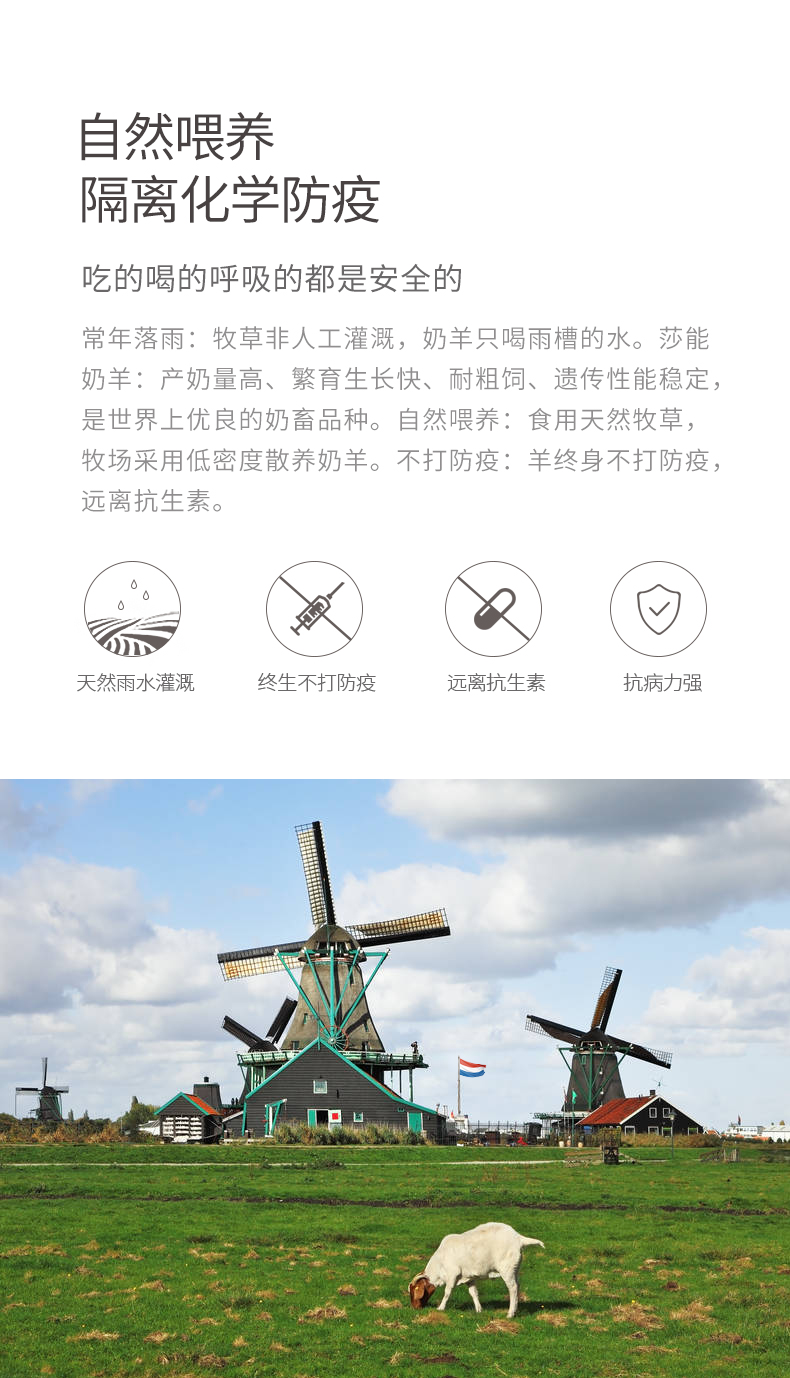 自然喂养
隔离化学防疫
吃的喝的呼吸的都是安全的
常年落雨：牧草非人工灌溉，奶羊只喝雨槽的水。莎能
奶羊：产奶量高、繁育生长快、耐粗饲、遗传性能稳定，
是世界上优良的奶畜品种。自然喂养：食用天然牧草，
牧场采用低密度散养奶羊。不打防疫：羊终身不打防疫，
远离抗生素。
天然雨水灌溉
终生不打防疫
远离抗生素
抗病力强